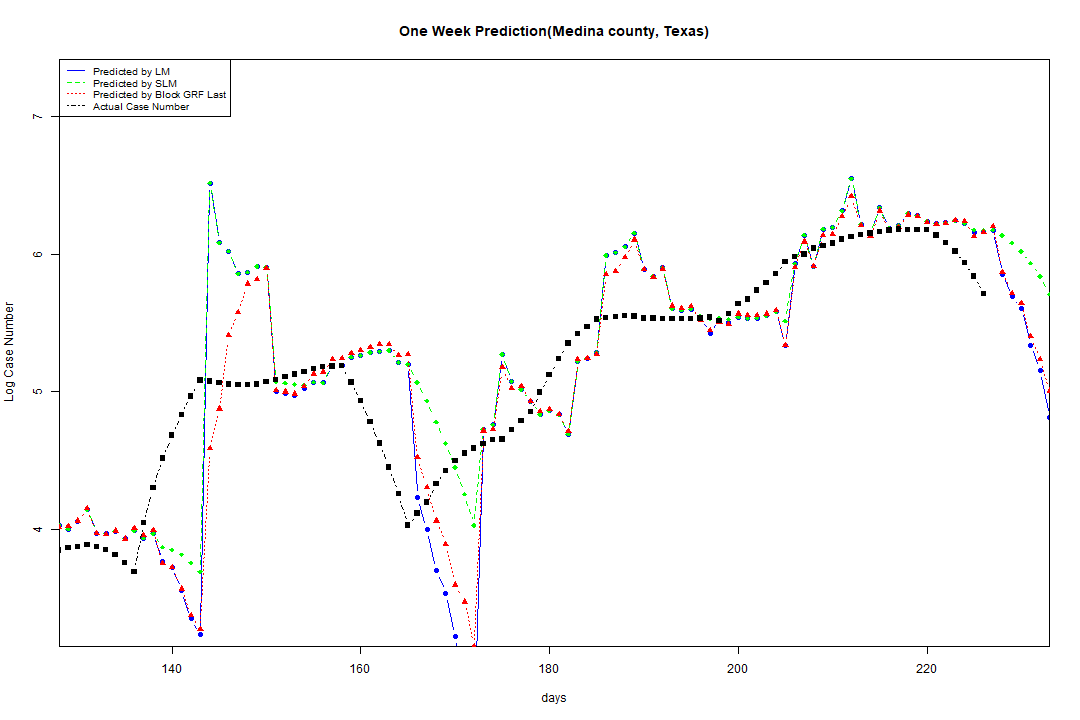 One Week Prediction(Medina county, Texas)
Predicted by LM
Predicted by SLM
Predicted by Block GRF Last
Actual Case Number
7
6
5
4
Log Case Number
140 160 180 200 220
days